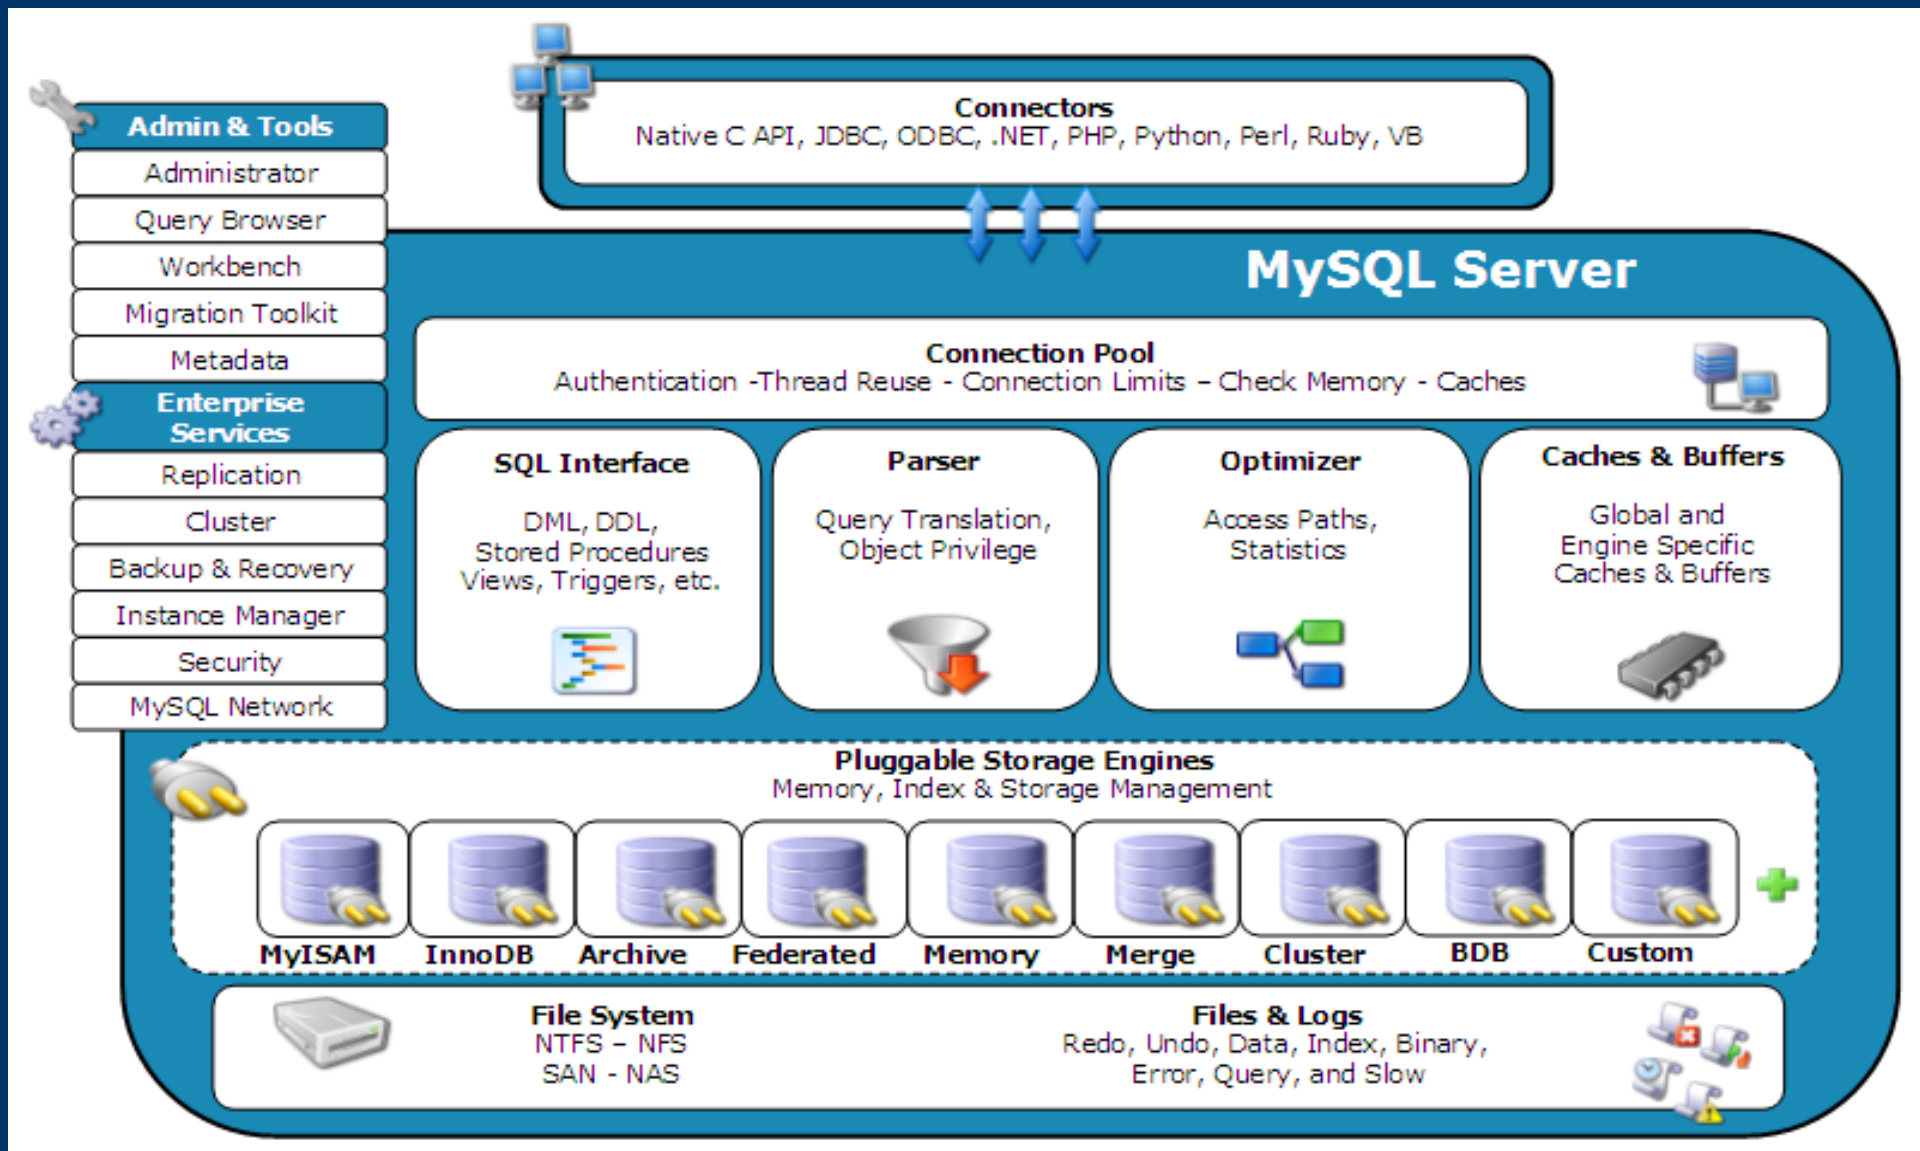 Connectors
Native C API, JDBC, ODBC, .NET, PHP, Python, Perl, Ruby, VB
Admin & Tools
Administrator
Query Browser
Workbench
Migration Toolkit
Metadata
Enterprise
Services
Replication
Cluster
Backup & Recovery
Instance Manager
Security
MySQL Network
MySQL Server
Connection Pool
Authentication -Thread Reuse - Connection Limits – Check Memory - Caches
SQL Interface
DML, DDL,
Stored Procedures
Views, Triggers, etc.
Parser
Query Translation,
Object Privilege
Optimizer
Access Paths,
Statistics
Caches & Buffers
Global and
Engine Specific
Caches & Buffers
Pluggable Storage Engines
Memory, Index & Storage Management
MyISAM
InnoDB
Archive
Federated
Memory
Merge
Cluster
BDB
Custom
File System
NTFS – NFS
SAN - NAS
Files & Logs
Redo, Undo, Data, Index, Binary,
Error, Query, and Slow